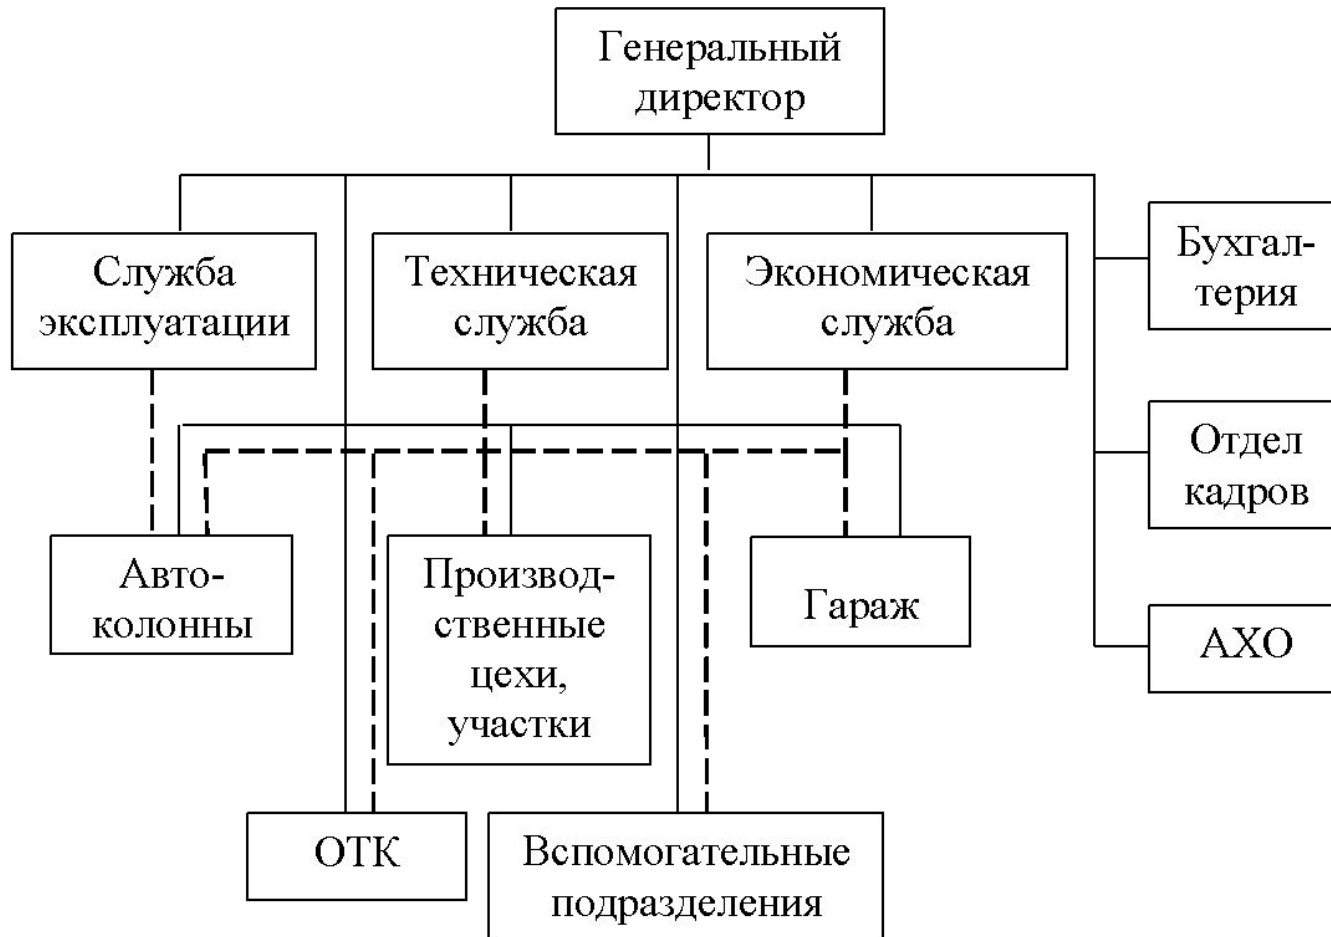 Генеральный
директор
Служба
эксплуатации
Техническая
служба
Экономическая
служба
Бухгал-
терия
Отдел
кадров
Авто-
колонны
Производ-
ственные
цехи,
участки
Гараж
АХО
ОТК
Вспомогательные
подразделения